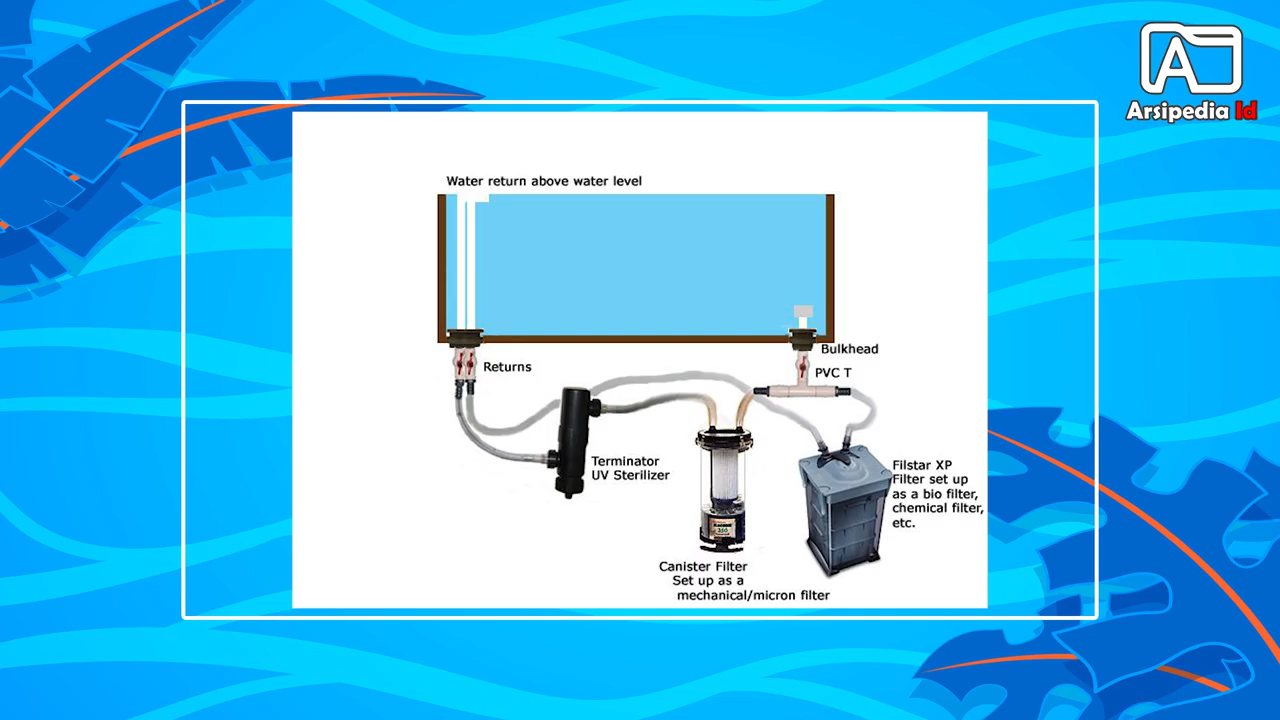 Arsipedia Id
Water return above water level
Returns
Bulkhead
PVC T
Terminator
UV Sterilizer
Filstar XP
Filter set up
as a bio filter,
chemical filter,
etc.
Canister Filter
Set up as a
mechanical/micron filter